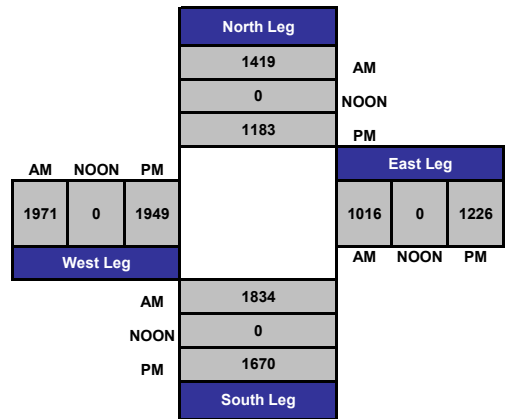 North Leg
1419 AM
0 NOON
1183 PM
East Leg
AM NOON PM
1971 0 1949 1016 0 1226
West Leg AM NOON PM
AM 1834
NOON 0
PM 1670
South Leg